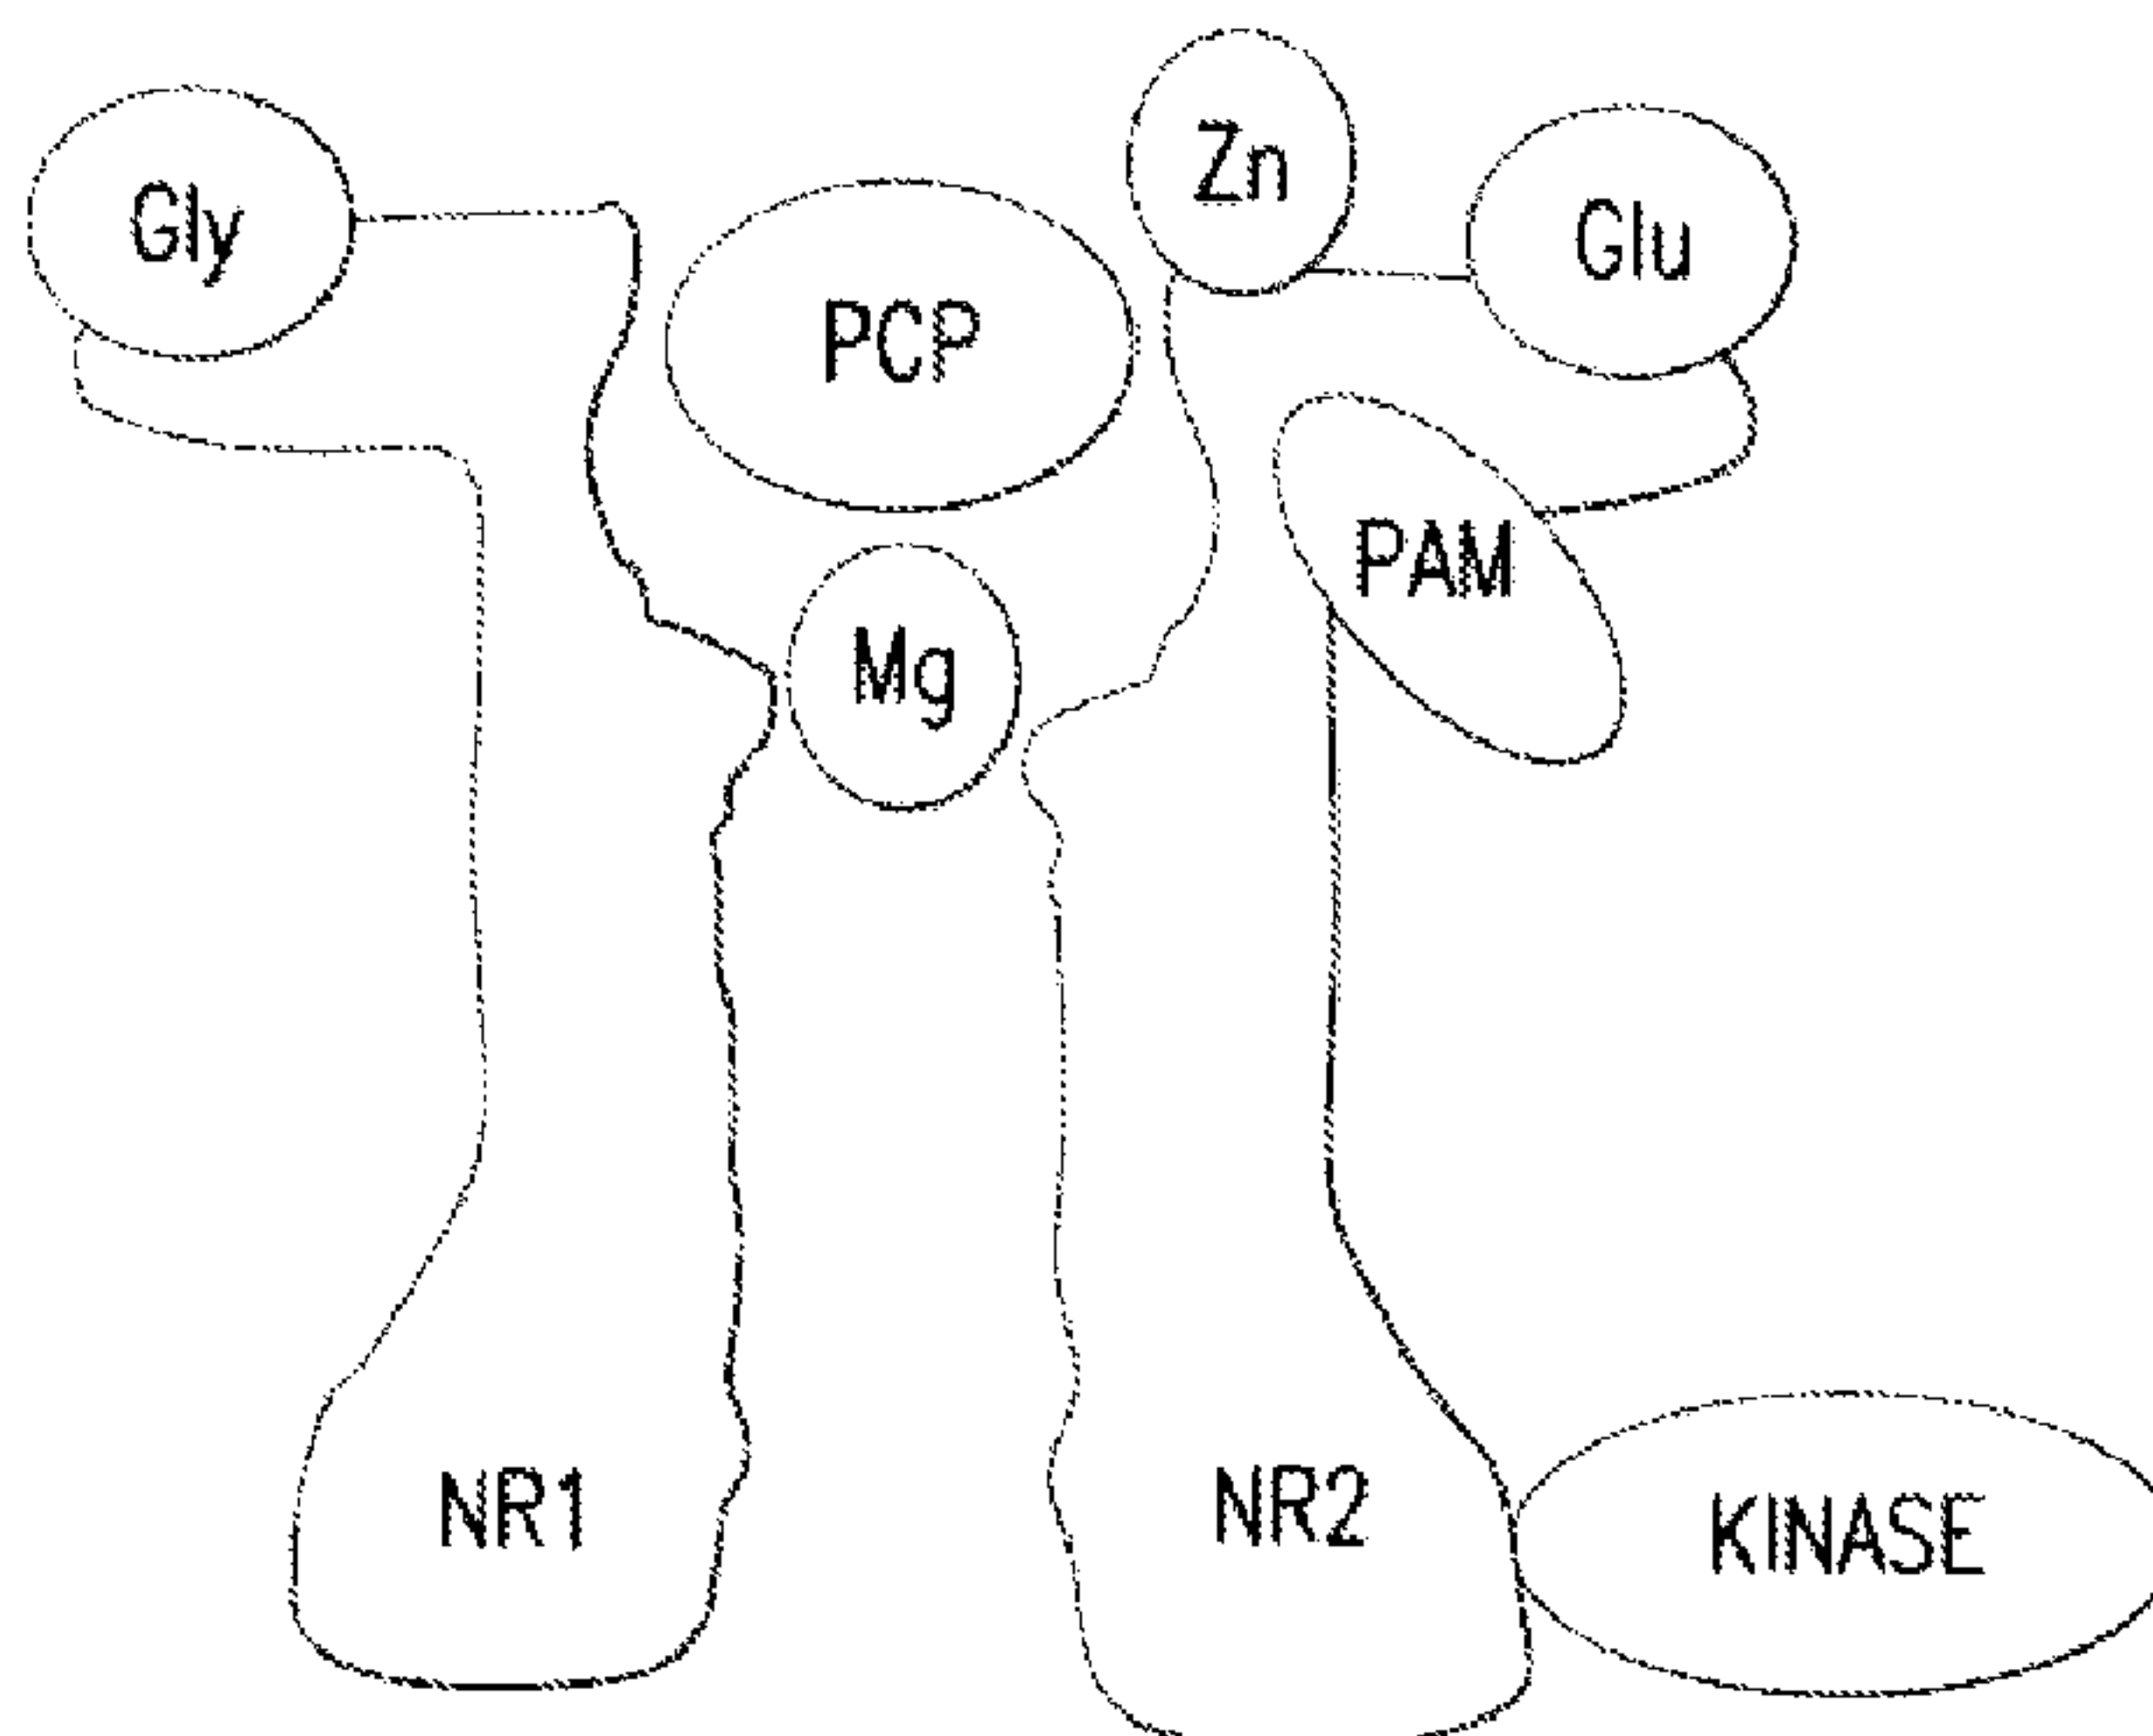 Gly
PCP
Zn
Glu
PAM
Mg
NR1
NR2
KINASE